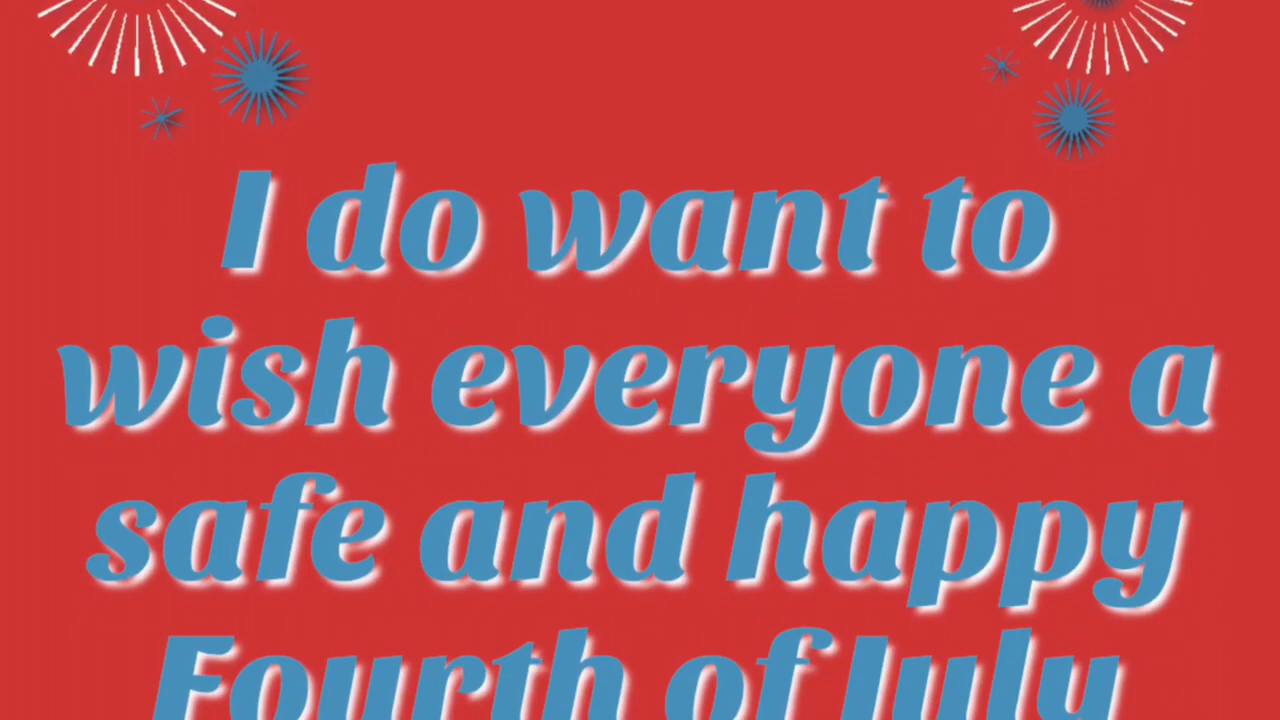 I do want to
wish everyone a
safe and happy
Fourth of July